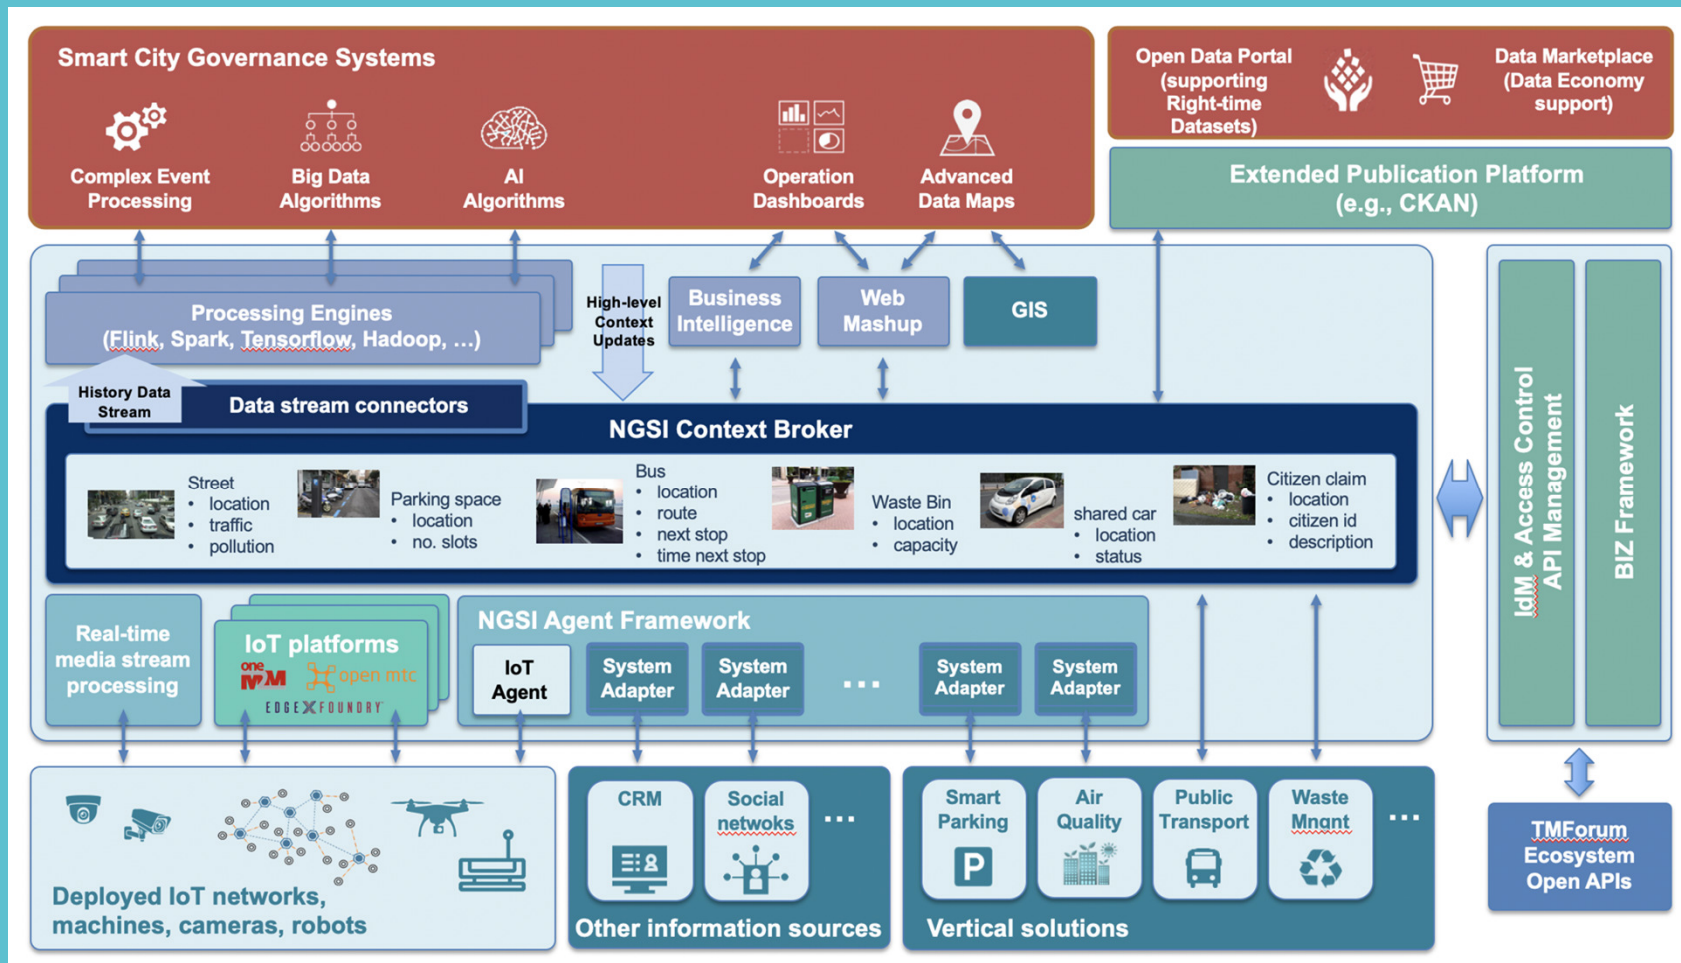 Smart City Governance Systems
Complex Event
Processing
Big Data
Algorithms
AI
Algorithms
Operation
Dashboards
Advanced
Data Maps
Open Data Portal
(supporting
Right-time
Datasets)
Data Marketplace
(Data Economy
support)
Extended Publication Platform
(e.g., CKAN)
Processing Engines
(Flink, Spark, Tensorflow, Hadoop, ...)
High-level
Context
Updates
Business
Intelligence
Web
Mashup
GIS
History Data
Stream
Data stream connectors
NGSI Context Broker
Street
• location
• traffic
• pollution
Parking space
• location
• no. slots
Bus
• location
• route
• next stop
• time next stop
Waste Bin
• location
• capacity
shared car
• location
• status
Citizen claim
• location
• citizen id
• description
IdM & Access Control
API Management
BIZ Framework
Real-time
media stream
processing
IoT platforms
one
M2M
open mtc
EDGE X FOUNDRY
NGSI Agent Framework
IoT
Agent
System
Adapter
System
Adapter
...
System
Adapter
System
Adapter
Deployed IoT networks,
machines, cameras, robots
CRM
Social
netwoks
...
Other information sources
Smart
Parking
P
Air
Quality
Public
Transport
Waste
Mngnt
...
Vertical solutions
TMForum
Ecosystem
Open APIs